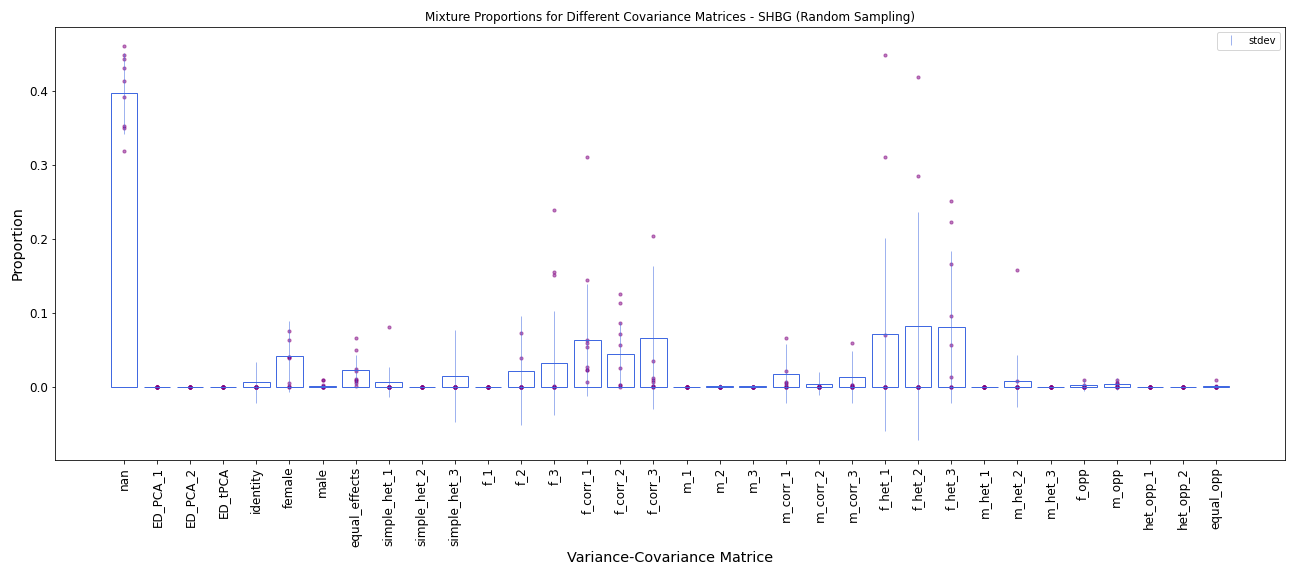 Mixture Proportions for Different Covariance Matrices - SHBG (Random Sampling)
stdev
Proportion
0.4
0.3
0.2
0.1
0.0
nan
ED_PCA_1
ED_PCA_2
ED_tPCA
identity
female
male
equal_effects
simple_het_1
simple_het_2
simple_het_3
f_1
f_2
f_3
f_corr_1
f_corr_2
f_corr_3
m_1
m_2
m_3
m_corr_1
m_corr_2
m_corr_3
f_het_1
f_het_2
f_het_3
m_het_1
m_het_2
m_het_3
f_opp
m_opp
het_opp_1
het_opp_2
equal_opp
Variance-Covariance Matrice